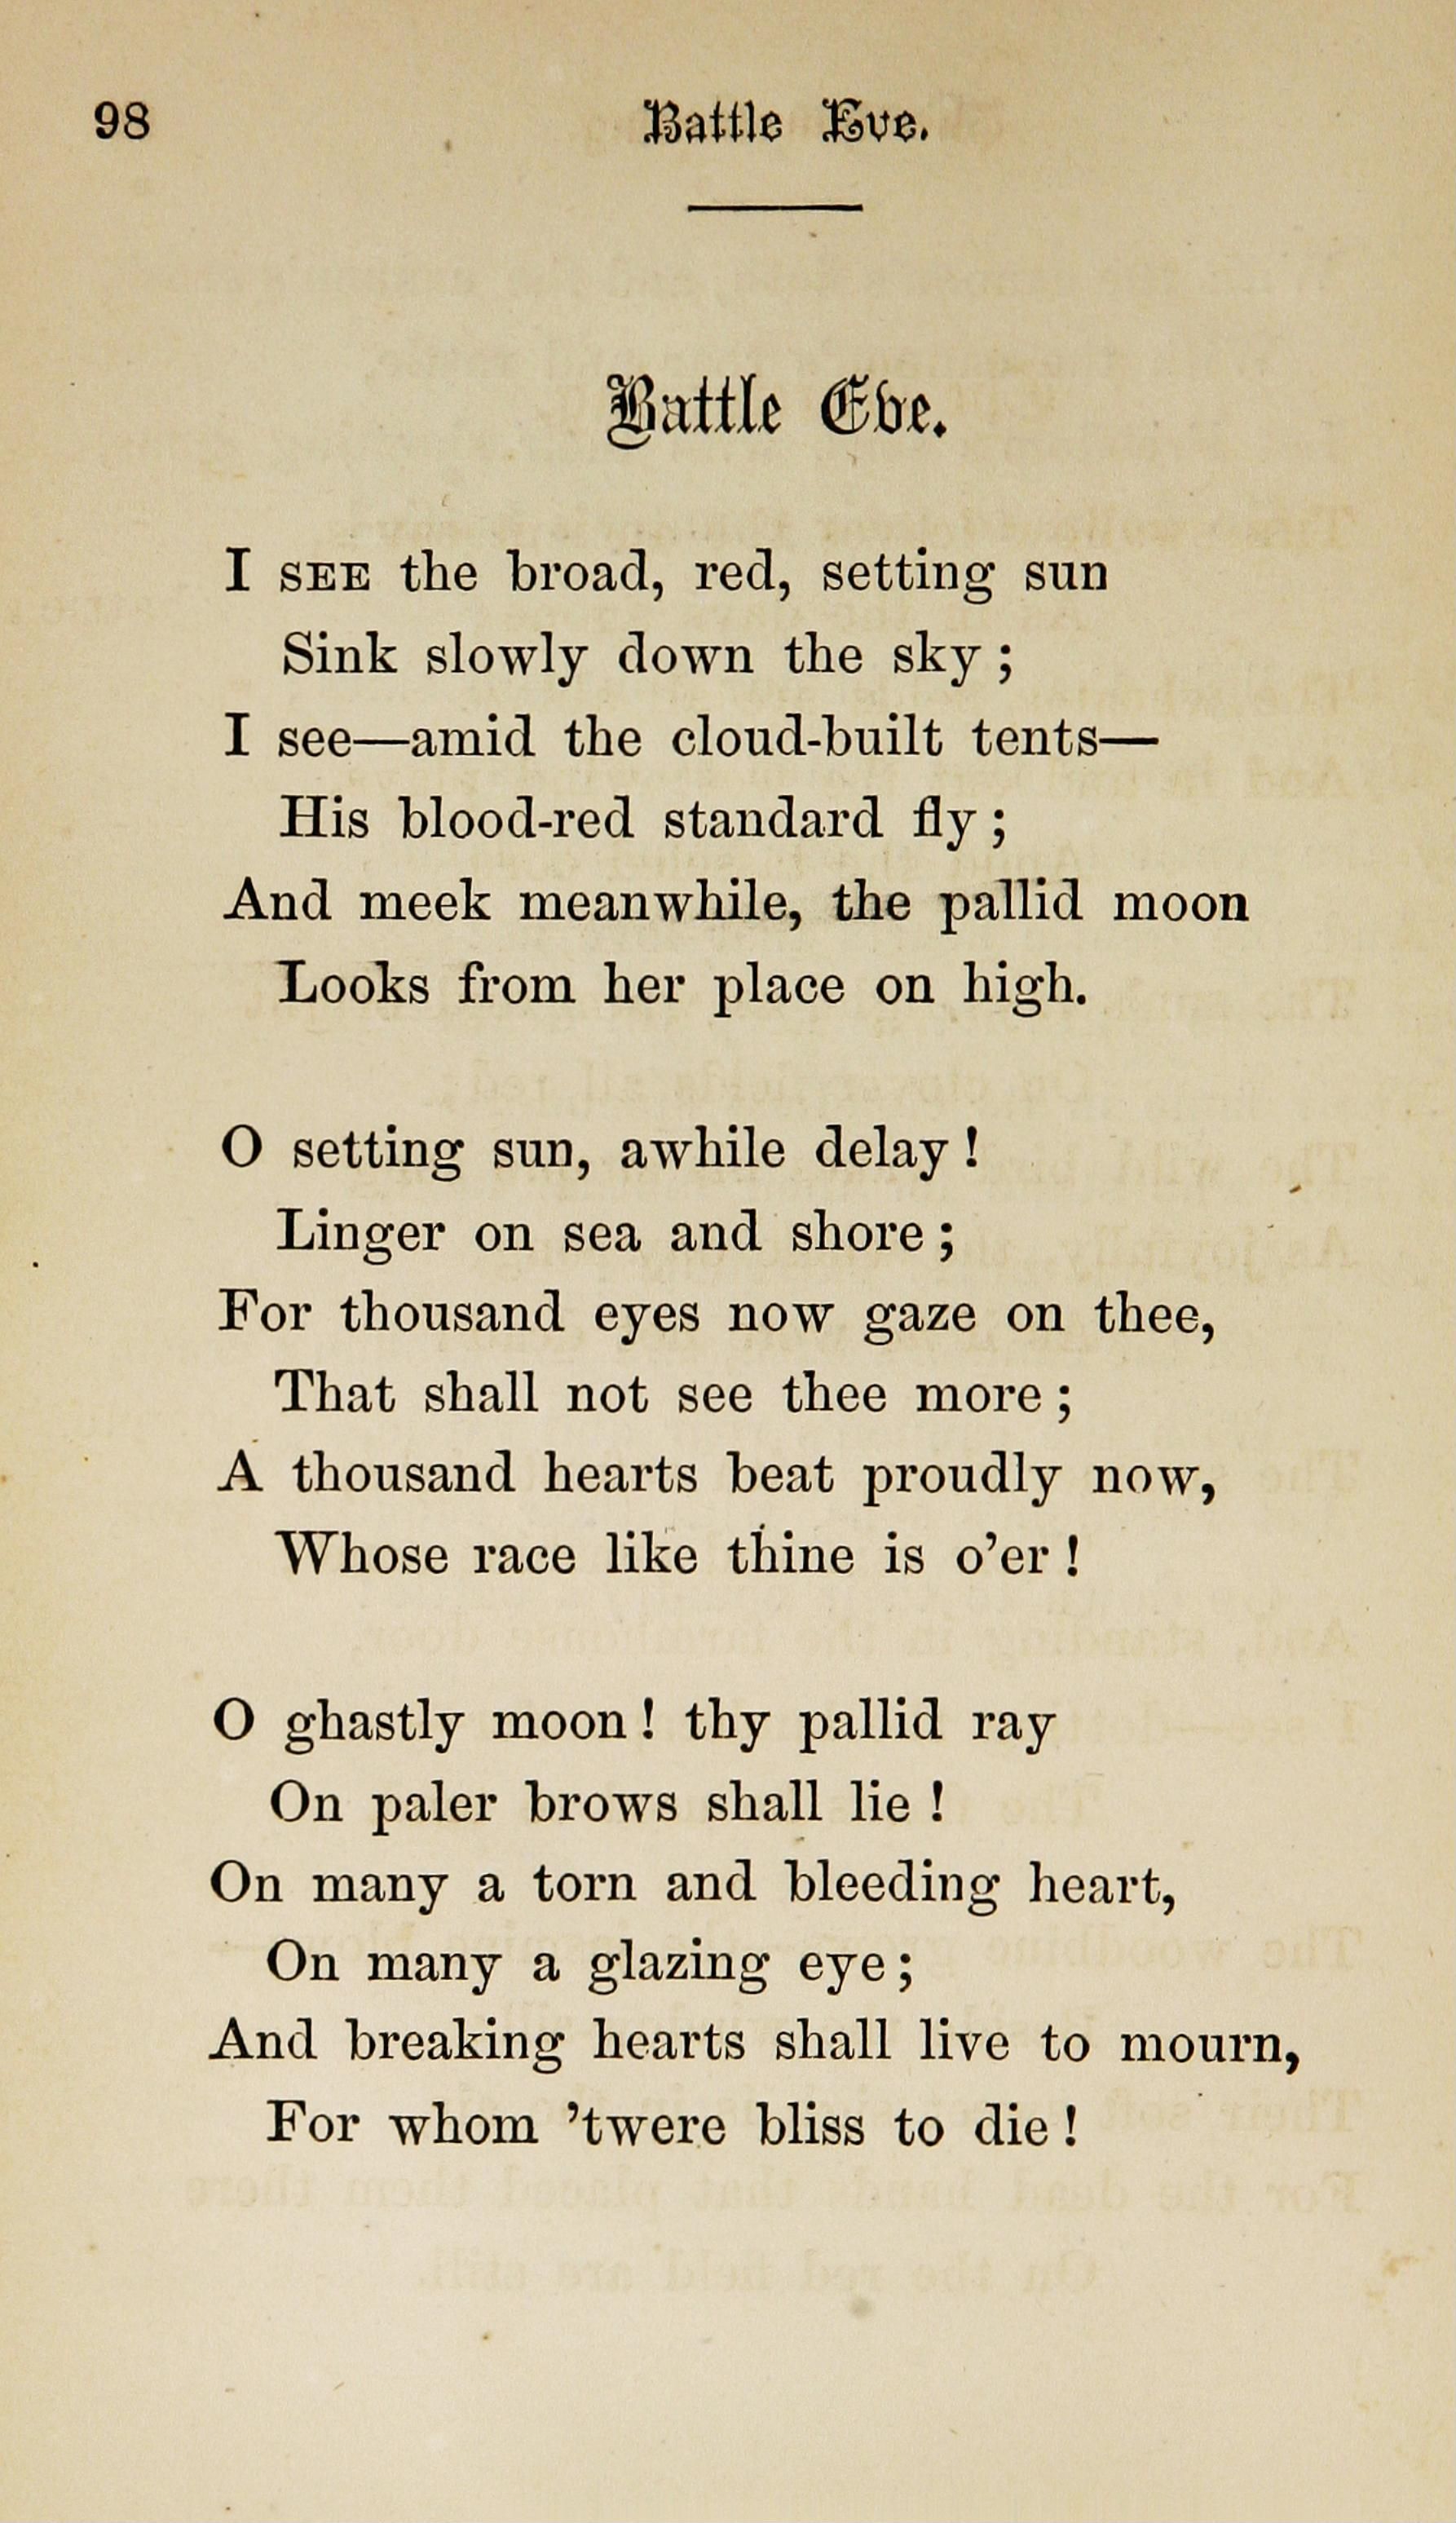 98
Battle Eve.
Battle Eve.
I SEE the broad, red, setting sun
Sink slowly down the sky ;
I see—amid the cloud-built tents—
His blood-red standard fly ;
And meek meanwhile, the pallid moon
Looks from her place on high.
O setting sun, awhile delay !
Linger on sea and shore ;
For thousand eyes now gaze on thee,
That shall not see thee more ;
A thousand hearts beat proudly now,
Whose race like thine is o’er !
O ghastly moon ! thy pallid ray
On paler brows shall lie !
On many a torn and bleeding heart,
On many a glazing eye ;
And breaking hearts shall live to mourn,
For whom ’twere bliss to die !